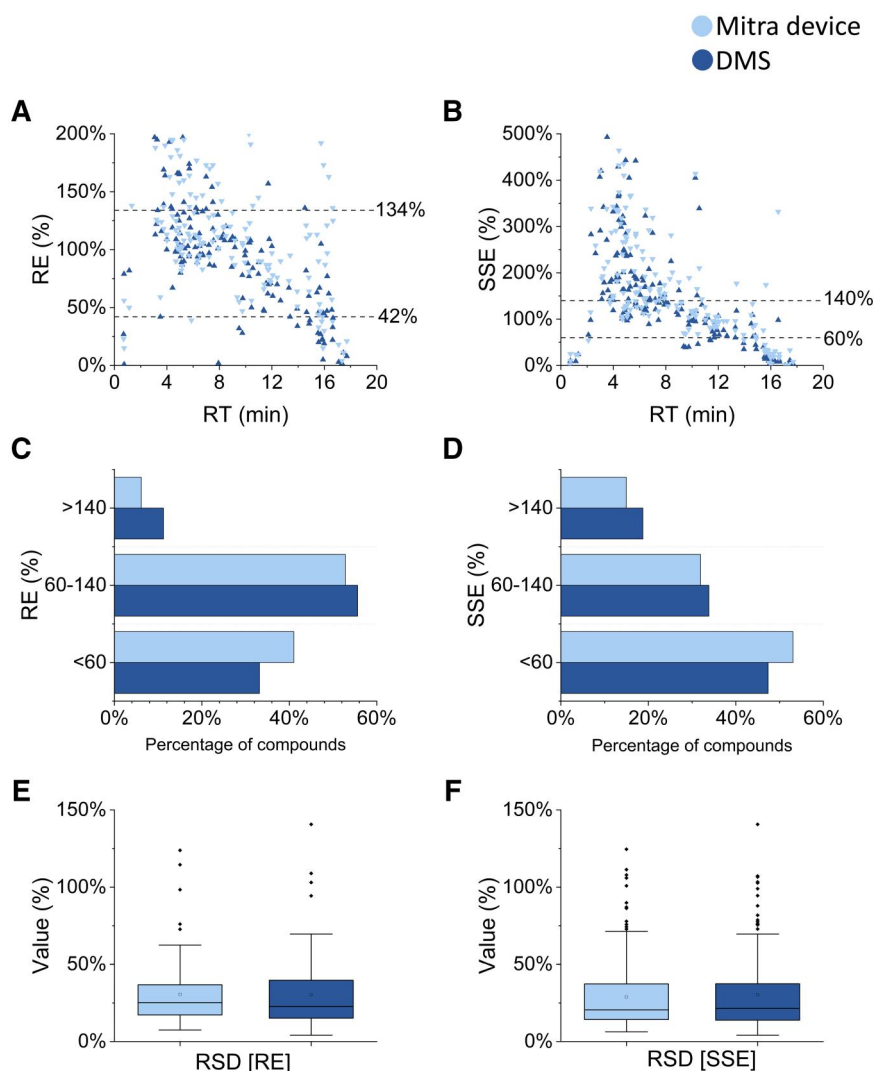 Mitra device
DMS
A
B
200%
150%
100%
50%
0%
RE (%)
134%
42%
0
4
8
12
16
20
RT (min)
500%
400%
300%
200%
100%
0%
SSE (%)
140%
60%
0
4
8
12
16
20
RT (min)
C
D
>140
60-140
<60
RE (%)
0%
20%
40%
60%
Percentage of compounds
>140
60-140
<60
SSE (%)
0%
20%
40%
60%
Percentage of compounds
E
F
150%
100%
50%
0%
Value (%)
RSD [RE]
150%
100%
50%
0%
Value (%)
RSD [SSE]